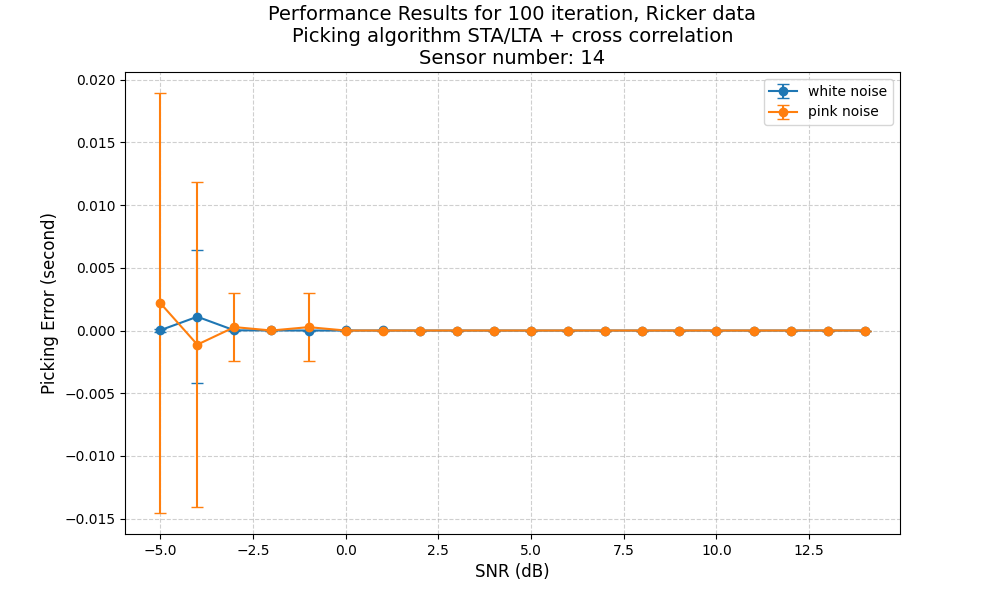 Performance Results for 100 iteration, Ricker data
Picking algorithm STA/LTA + cross correlation
Sensor number: 14
white noise
pink noise
0.020
0.015
0.010
0.005
0.000
−0.005
−0.010
−0.015
Picking Error (second)
−5.0 −2.5 0.0 2.5 5.0 7.5 10.0 12.5
SNR (dB)